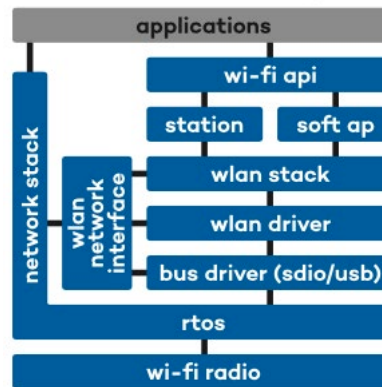 applications
wi-fi api
station
soft ap
network stack
wlan
network
interface
wlan stack
wlan driver
bus driver (sdio/usb)
rtos
wi-fi radio